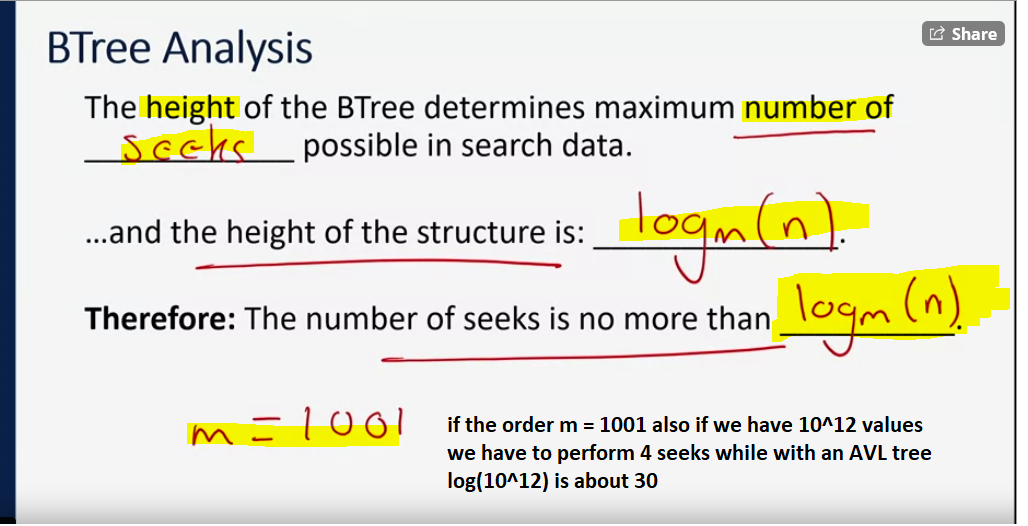 Share
BTree Analysis
The height of the BTree determines maximum number of
seeks possible in search data.
...and the height of the structure is: logm(n).
Therefore: The number of seeks is no more than logm(n).
m = 1001
if the order m = 1001 also if we have 10^12 values
we have to perform 4 seeks while with an AVL tree
log(10^12) is about 30